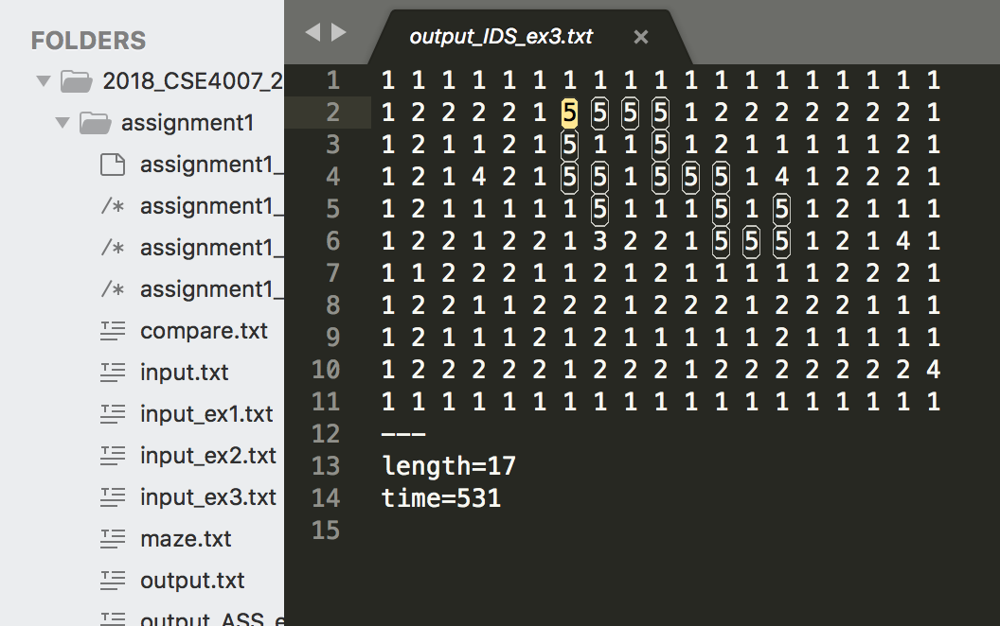 FOLDERS
2018_CSE4007_2
assignment1
assignment1_
/* assignment1_
/* assignment1_
/* assignment1_
compare.txt
input.txt
input_ex1.txt
input_ex2.txt
input_ex3.txt
maze.txt
output.txt
output_ASS_e
output_IDS_ex3.txt ×
1 1 1 1 1 1 1 1 1 1 1 1 1 1 1 1 1 1 1 1
2 1 2 2 2 2 1 5 5 5 5 1 2 2 2 2 2 2 2 1
3 1 2 1 1 2 1 5 1 1 5 1 2 1 1 1 1 1 2 1
4 1 2 1 4 2 1 5 5 1 5 5 5 1 4 1 2 2 2 1
5 1 2 1 1 1 1 1 5 1 1 1 5 1 5 1 2 1 1 1
6 1 2 2 1 2 2 1 3 2 2 1 5 5 5 1 2 1 4 1
7 1 1 2 2 2 1 1 2 1 2 1 1 1 1 1 2 2 2 1
8 1 2 2 1 1 2 2 2 1 2 2 2 1 2 2 2 1 1 1
9 1 2 1 1 1 2 1 2 1 1 1 1 1 2 1 1 1 1 1
10 1 2 2 2 2 2 1 2 2 2 1 2 2 2 2 2 2 2 4
11 1 1 1 1 1 1 1 1 1 1 1 1 1 1 1 1 1 1 1
12 ---
13 length=17
14 time=531
15